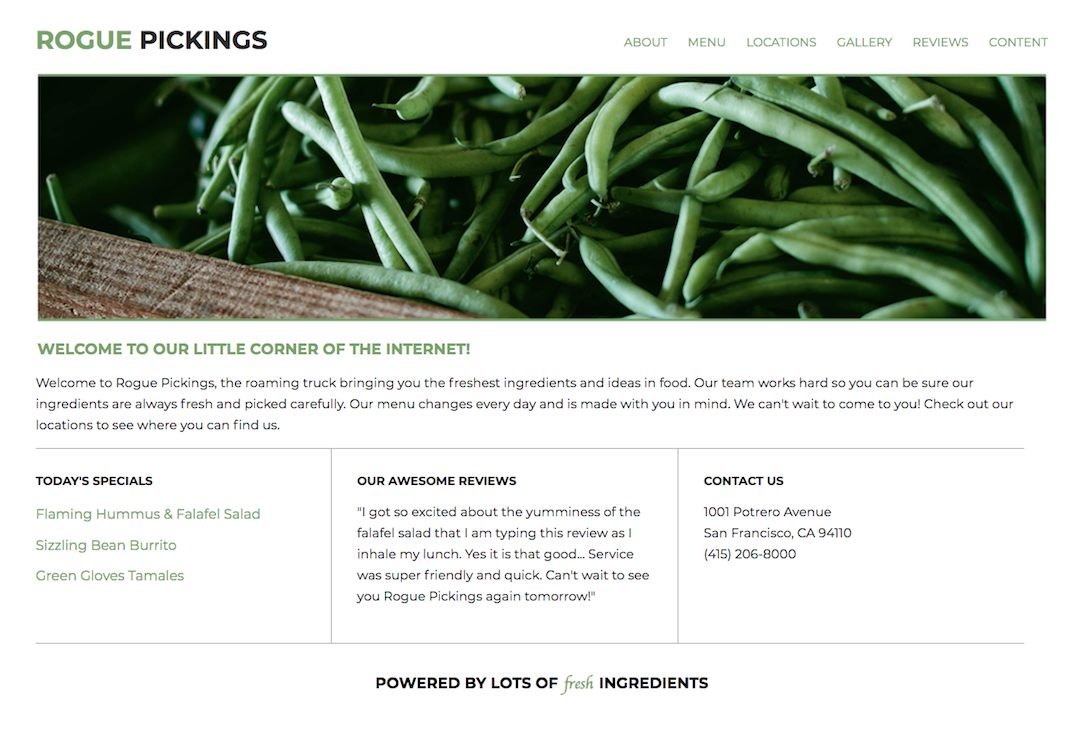 ROGUE PICKINGS
ABOUT MENU LOCATIONS GALLERY REVIEWS CONTENT
WELCOME TO OUR LITTLE CORNER OF THE INTERNET!
Welcome to Rogue Pickings, the roaming truck bringing you the freshest ingredients and ideas in food. Our team works hard so you can be sure our
ingredients are always fresh and picked carefully. Our menu changes every day and is made with you in mind. We can't wait to come to you! Check out our
locations to see where you can find us.
TODAY'S SPECIALS
Flaming Hummus & Falafel Salad
Sizzling Bean Burrito
Green Gloves Tamales
OUR AWESOME REVIEWS
"I got so excited about the yumminess of the
falafel salad that I am typing this review as I
inhale my lunch. Yes it is that good... Service
was super friendly and quick. Can't wait to see
you Rogue Pickings again tomorrow!"
CONTACT US
1001 Potrero Avenue
San Francisco, CA 94110
(415) 206-8000
POWERED BY LOTS OF fresh INGREDIENTS